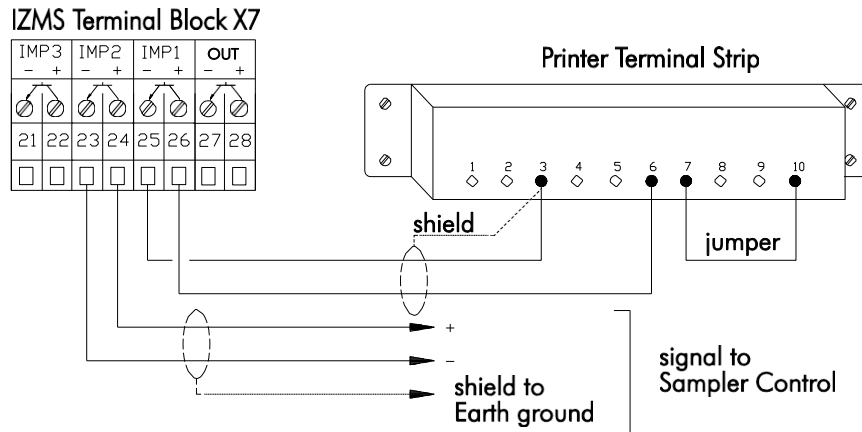 IZMS Terminal Block X7
IMP3 IMP2 IMP1 OUT
- + - + - + - +
21 22 23 24 25 26 27 28
Printer Terminal Strip
1 2 3 4 5 6 7 8 9 10
shield
jumper
+
-
shield to
Earth ground
signal to
Sampler Control